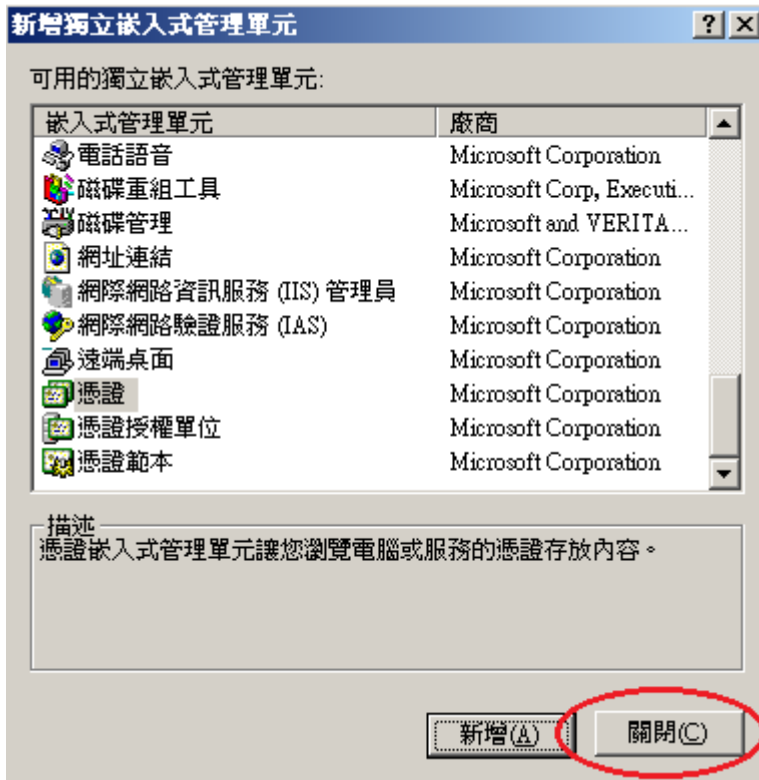 新增獨立嵌入式管理單元
可用的獨立嵌入式管理單元:
嵌入式管理單元 廠商
電話語音 Microsoft Corporation
磁碟重組工具 Microsoft Corp, Executi...
磁碟管理 Microsoft and VERITA...
網址連結 Microsoft Corporation
網際網路資訊服務 (IIS) 管理員 Microsoft Corporation
網際網路驗證服務 (IAS) Microsoft Corporation
遠端桌面 Microsoft Corporation
憑證 Microsoft Corporation
憑證授權單位 Microsoft Corporation
憑證範本 Microsoft Corporation
描述
憑證嵌入式管理單元讓您瀏覽電腦或服務的憑證存放內容。
新增(A) 關閉(C)